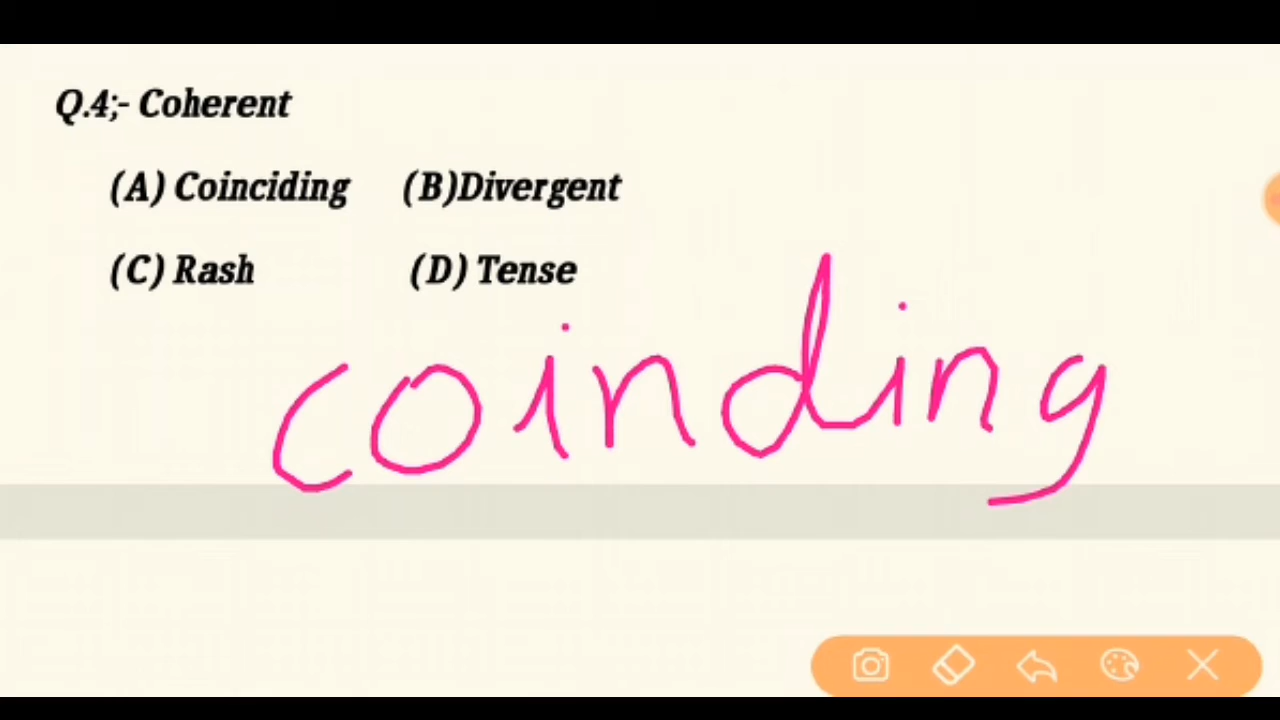 Q.4;- Coherent
(A) Coinciding (B)Divergent
(C) Rash (D) Tense
coinding